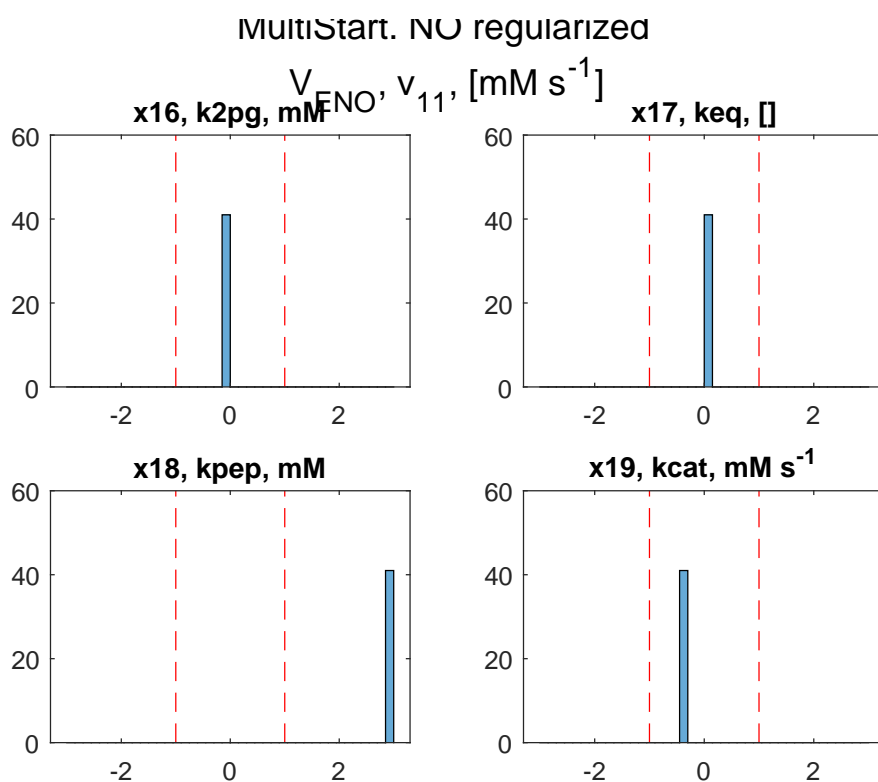 MultiStart. NO regularized
V_ENO, v_11, [mM s^-1]
x16, k2pg, mM
60
40
20
0
-2 0 2
x17, keq, []
60
40
20
0
-2 0 2
x18, kpep, mM
60
40
20
0
-2 0 2
x19, kcat, mM s^-1
60
40
20
0
-2 0 2